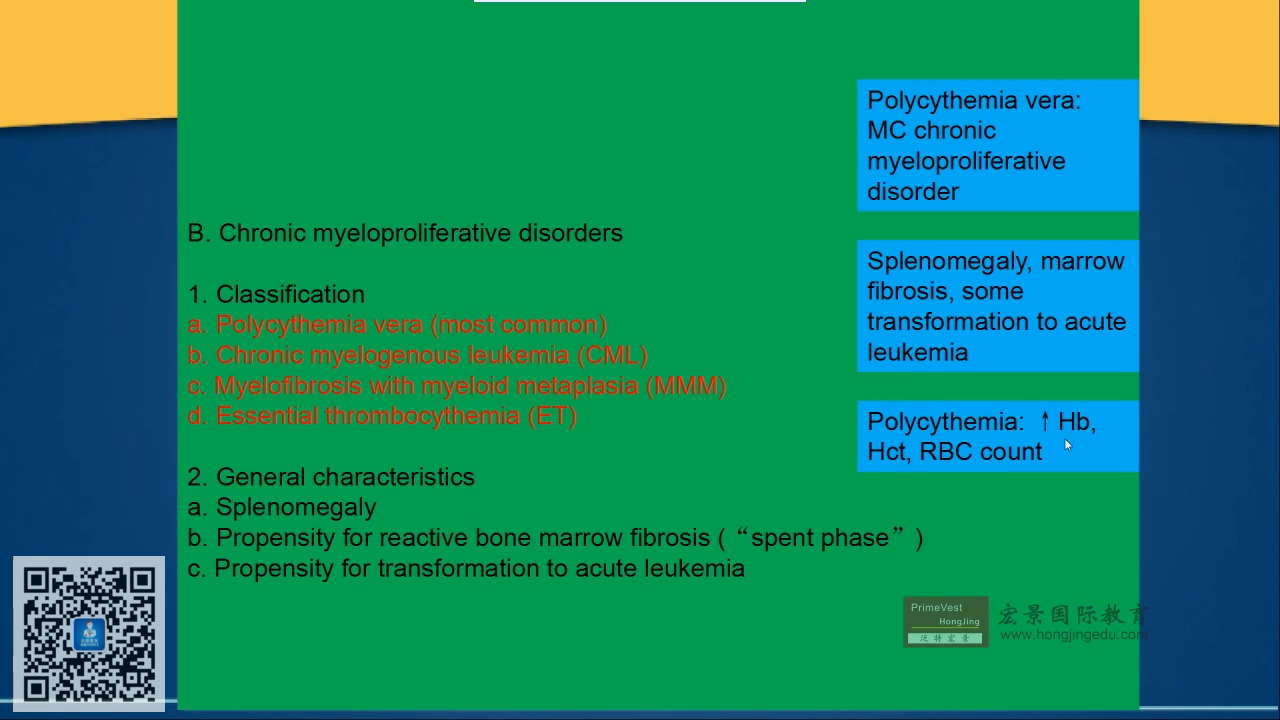 Polycythemia vera:
MC chronic
myeloproliferative
disorder
B. Chronic myeloproliferative disorders
Splenomegaly, marrow
fibrosis, some
transformation to acute
leukemia
1. Classification
a. Polycythemia vera (most common)
b. Chronic myelogenous leukemia (CML)
c. Myelofibrosis with myeloid metaplasia (MMM)
d. Essential thrombocythemia (ET)
Polycythemia: ↑Hb,
Hct, RBC count
2. General characteristics
a. Splenomegaly
b. Propensity for reactive bone marrow fibrosis (“spent phase”)
c. Propensity for transformation to acute leukemia
PrimeVest
HongJing
宏景国际教育
www.hongjingedu.com